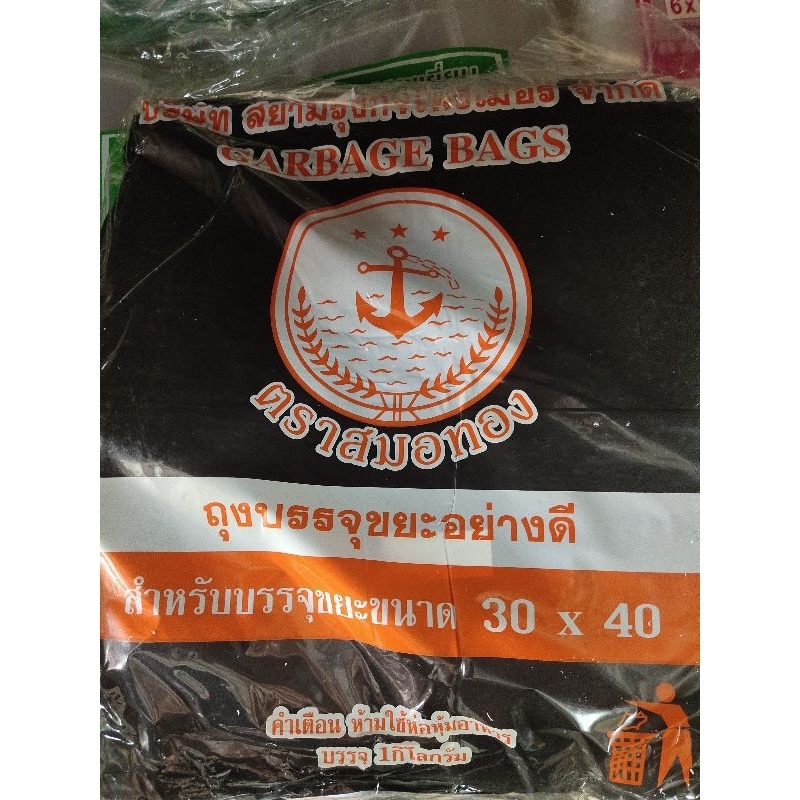 บริษัท สยามรุ่งกิจโพลีเมอร์ จำกัด
GARBAGE BAGS
ตราสมอทอง
ถุงบรรจุขยะอย่างดี
สำหรับบรรจุขยะขนาด 30 x 40
คำเตือน ห้ามใช้ห่อหุ้มอาหาร
บรรจุ 1กิโลกรัม